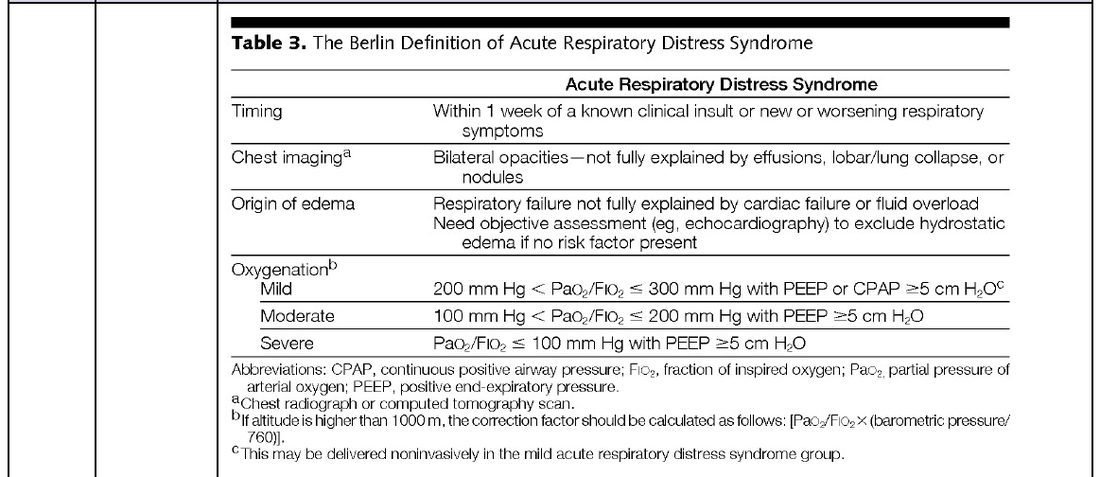 Table 3. The Berlin Definition of Acute Respiratory Distress Syndrome
Acute Respiratory Distress Syndrome
Timing Within 1 week of a known clinical insult or new or worsening respiratory
symptoms
Chest imagingᵃ Bilateral opacities—not fully explained by effusions, lobar/lung collapse, or
nodules
Origin of edema Respiratory failure not fully explained by cardiac failure or fluid overload
Need objective assessment (eg, echocardiography) to exclude hydrostatic
edema if no risk factor present
Oxygenationᵇ
Mild 200 mm Hg < PaO₂/FIO₂ ≤ 300 mm Hg with PEEP or CPAP ≥5 cm H₂Oᶜ
Moderate 100 mm Hg < PaO₂/FIO₂ ≤ 200 mm Hg with PEEP ≥5 cm H₂O
Severe PaO₂/FIO₂ ≤ 100 mm Hg with PEEP ≥5 cm H₂O
Abbreviations: CPAP, continuous positive airway pressure; FIO₂, fraction of inspired oxygen; PaO₂, partial pressure of
arterial oxygen; PEEP, positive end-expiratory pressure.
ᵃChest radiograph or computed tomography scan.
ᵇIf altitude is higher than 1000 m, the correction factor should be calculated as follows: [PaO₂/FIO₂×(barometric pressure/
760)].
ᶜThis may be delivered noninvasively in the mild acute respiratory distress syndrome group.